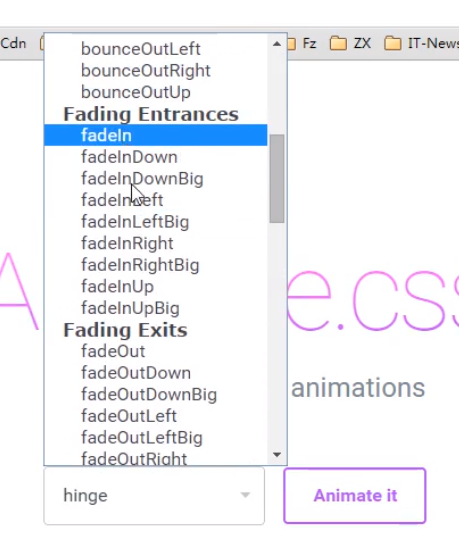 Cdn Fz ZX IT-News
bounceOutLeft
bounceOutRight
bounceOutUp
Fading Entrances
fadeIn
fadeInDown
fadeInDownBig
fadeInLeft
fadeInLeftBig
fadeInRight
fadeInRightBig
fadeInUp
fadeInUpBig
Fading Exits
fadeOut
fadeOutDown
fadeOutDownBig
fadeOutLeft
fadeOutLeftBig
fadeOutRight
A e.css
animations
hinge
Animate it